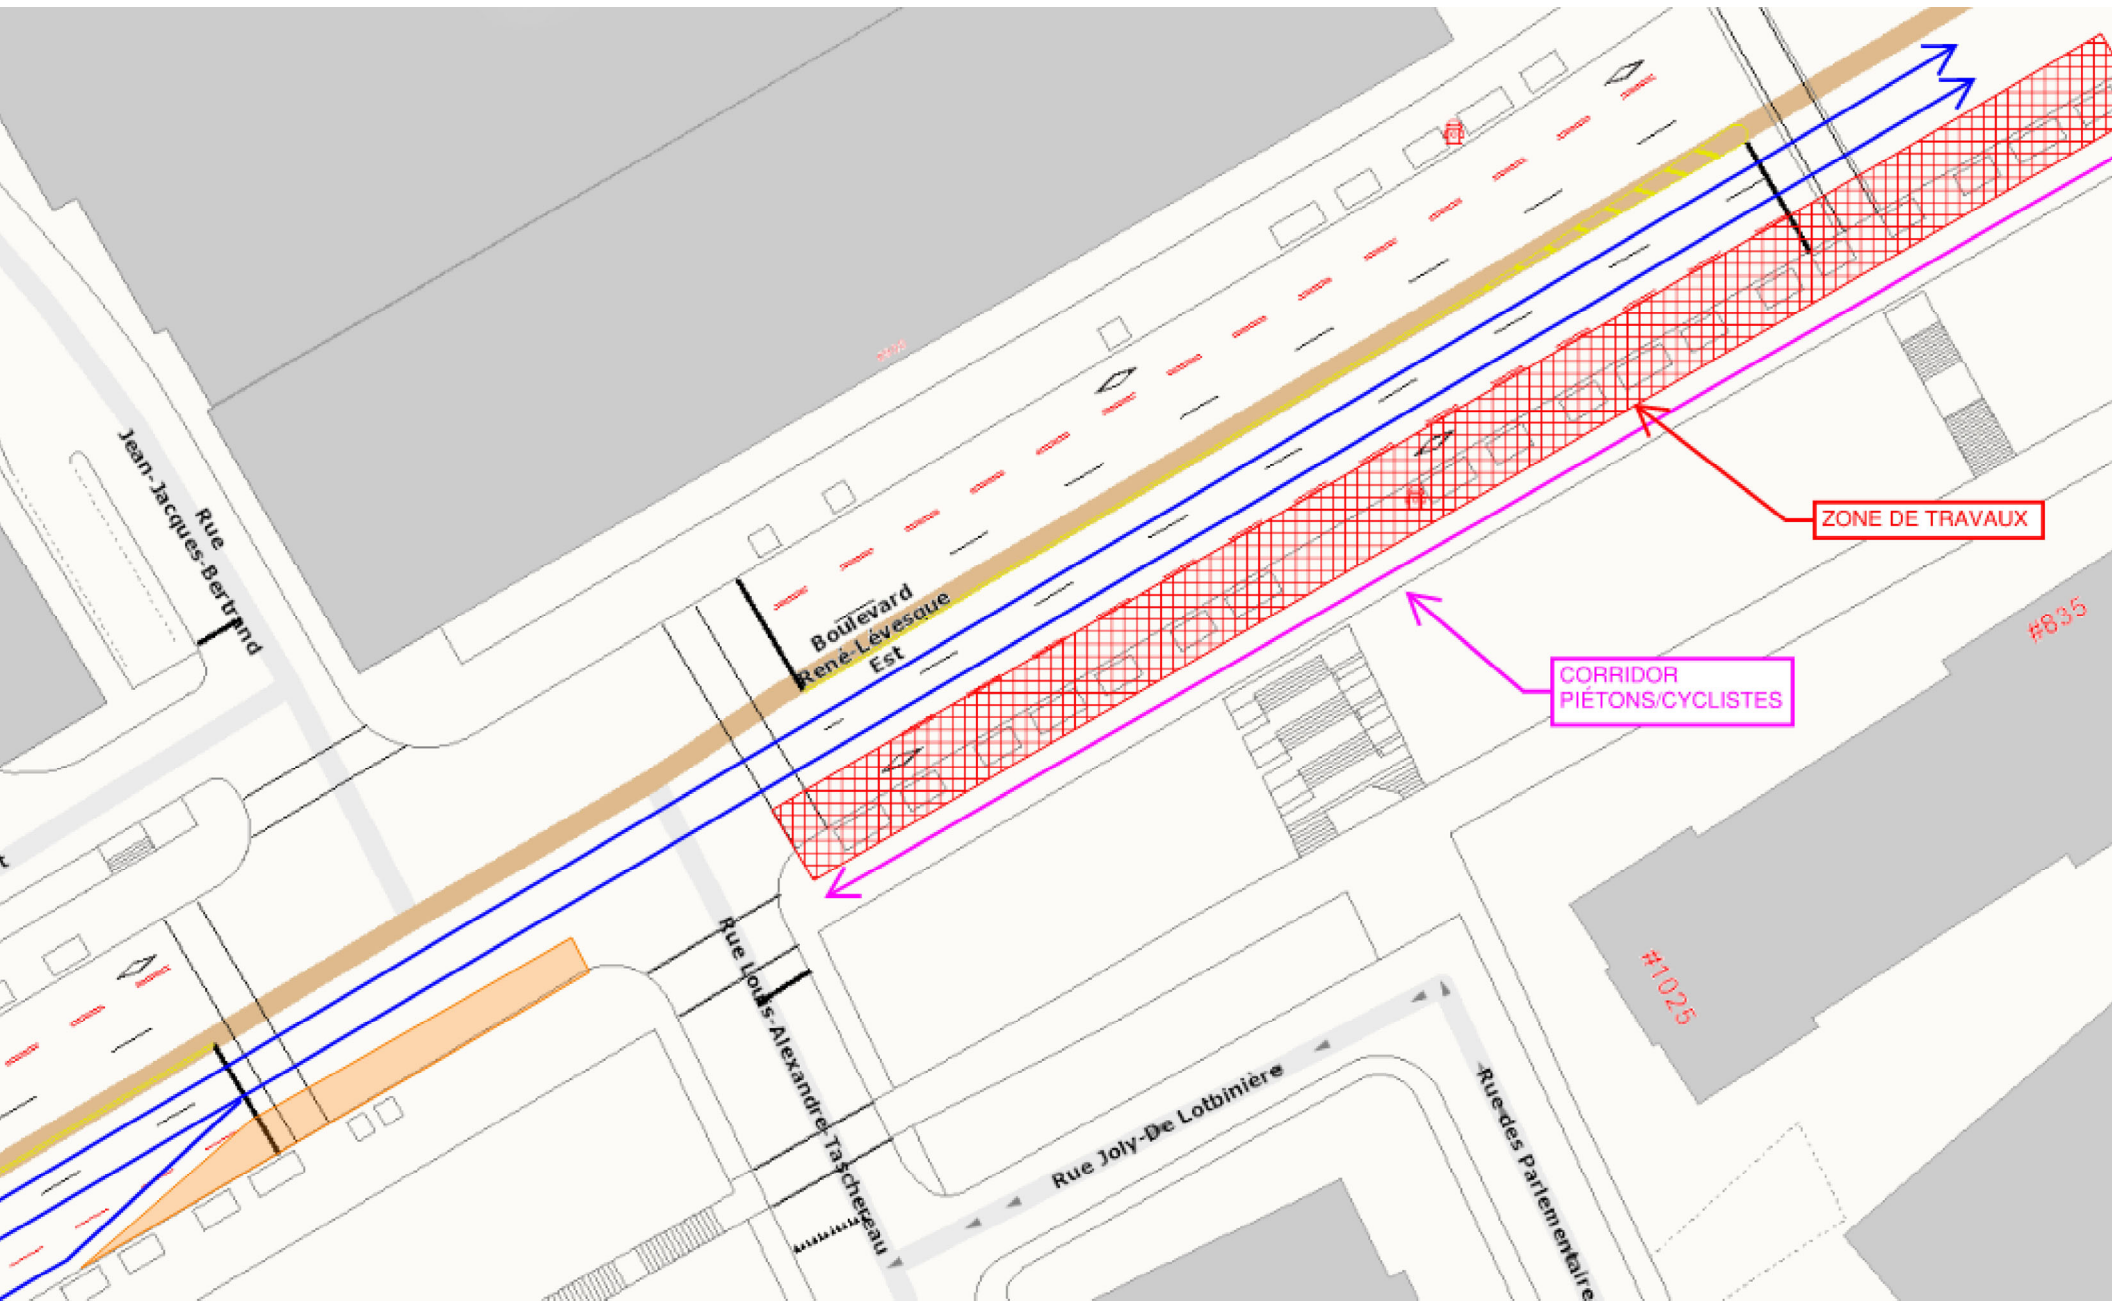 Rue
Jean-Jacques-Bertrand
Boulevard
René-Lévesque
Est
ZONE DE TRAVAUX
CORRIDOR
PIÉTONS/CYCLISTES
#835
#1025
Rue Louis-Alexandre-Taschereau
Rue Joly-De Lotbinière
Rue des Parlementaire
t